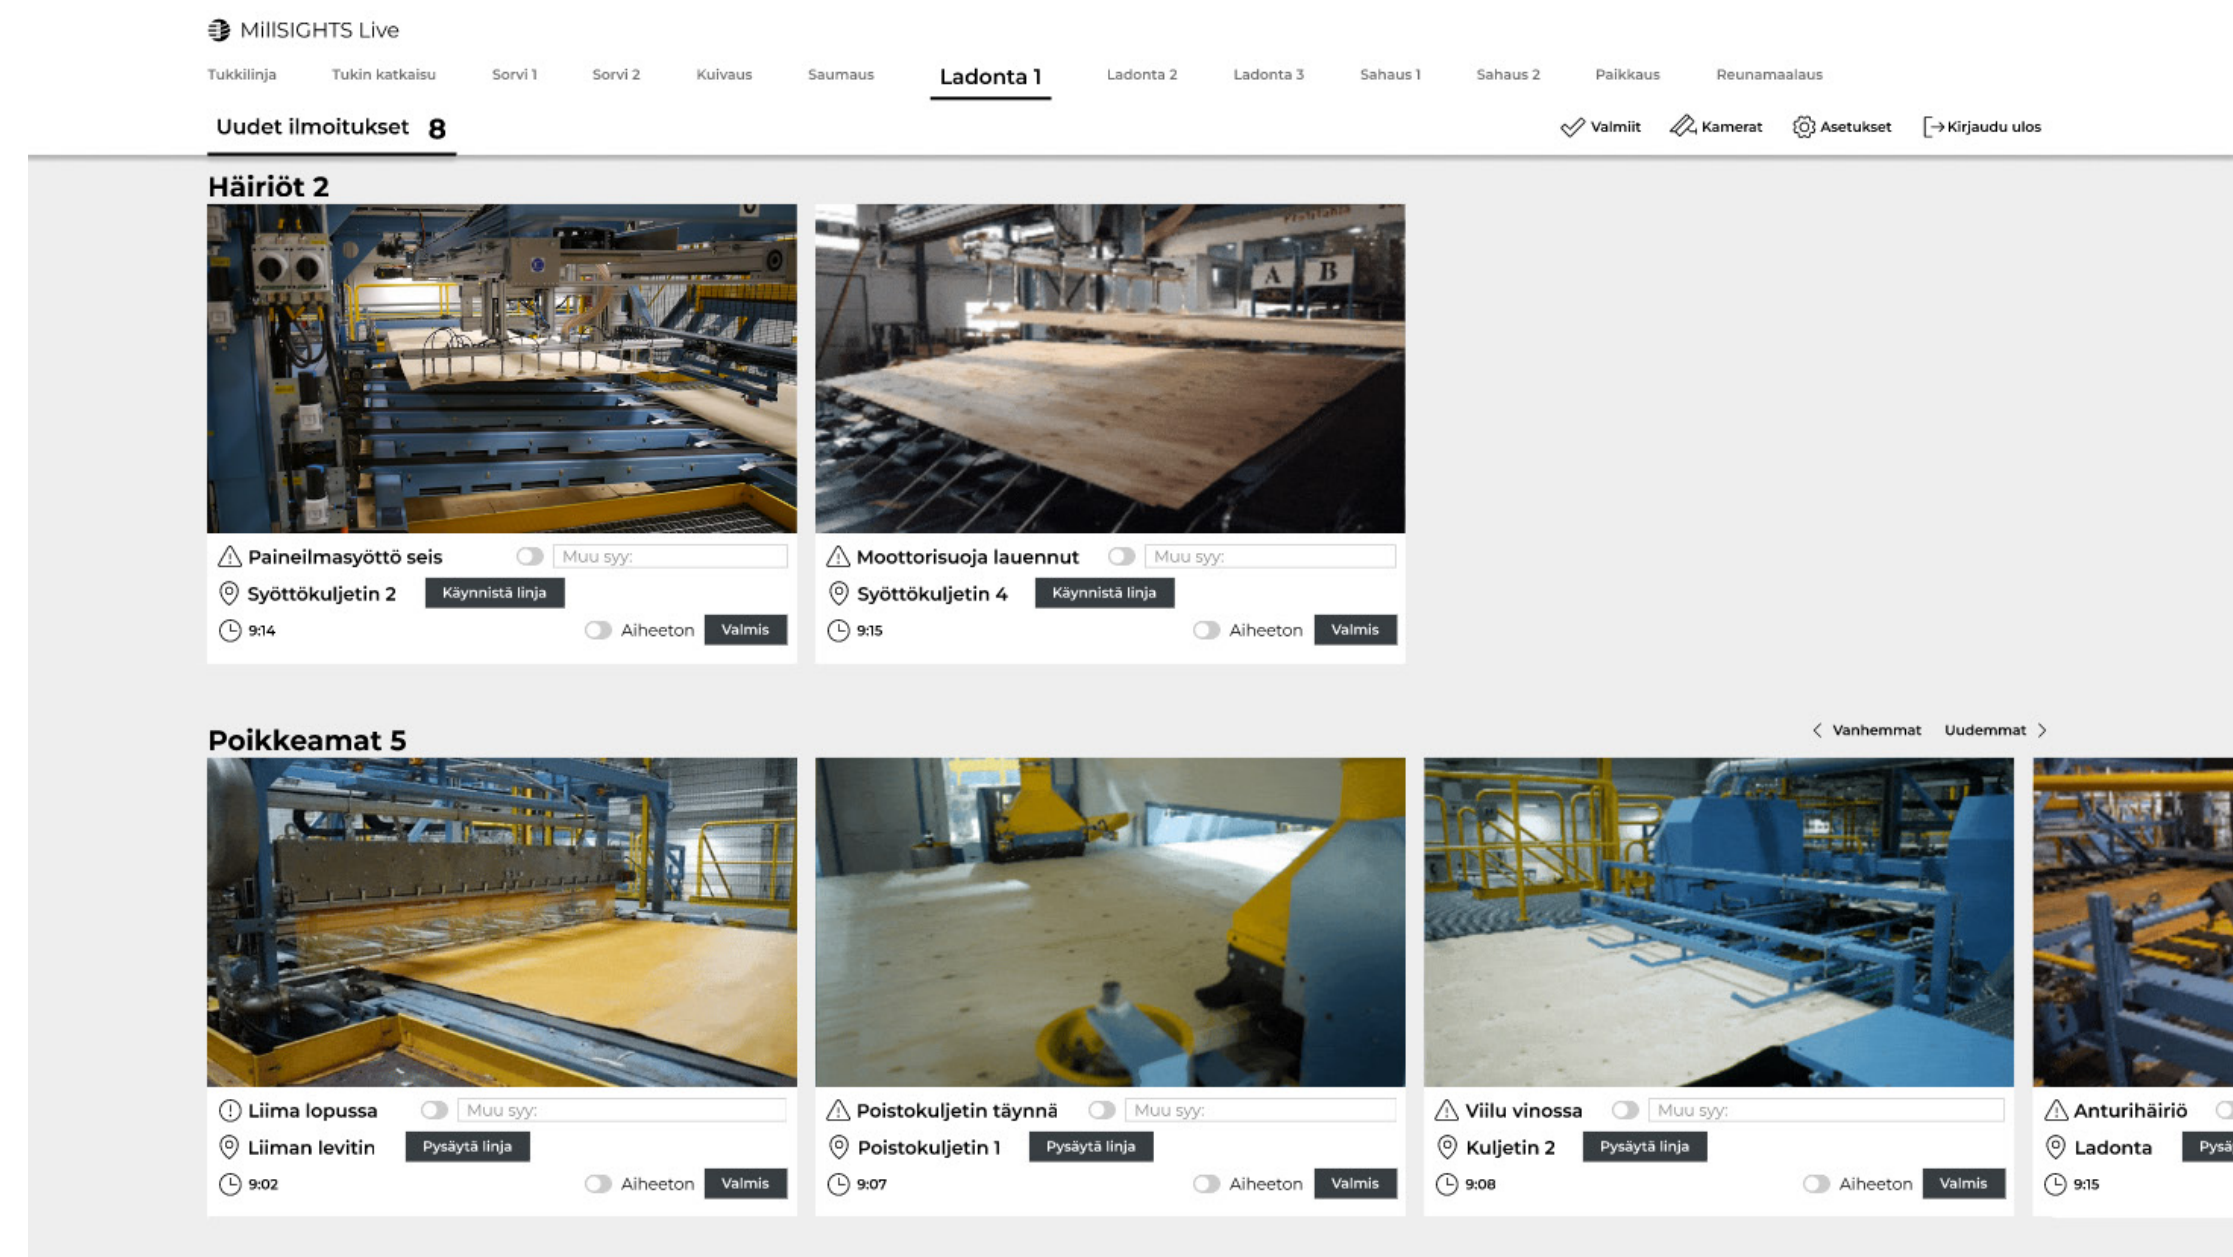 MillSIGHTS Live
Tukkilinja Tukin katkaisu Sorvi 1 Sorvi 2 Kuivaus Saumaus Ladonta 1 Ladonta 2 Ladonta 3 Sahaus 1 Sahaus 2 Paikkaus Reunamaalaus
Uudet ilmoitukset 8 Valmiit Kamerat Asetukset Kirjaudu ulos
Häiriöt 2
A B
Paineilmasyöttö seis Muu syy:
Syöttökuljetin 2 Käynnistä linja
9:14 Aiheeton Valmis
Moottorisuoja lauennut Muu syy:
Syöttökuljetin 4 Käynnistä linja
9:15 Aiheeton Valmis
Poikkeamat 5 Vanhemmat Uudemmat
Liima lopussa Muu syy:
Liiman levitin Pysäytä linja
9:02 Aiheeton Valmis
Poistokuljetin täynnä Muu syy:
Poistokuljetin 1 Pysäytä linja
9:07 Aiheeton Valmis
Viilu vinossa Muu syy:
Kuljetin 2 Pysäytä linja
9:08 Aiheeton Valmis
Anturihäiriö
Ladonta Pysä
9:15